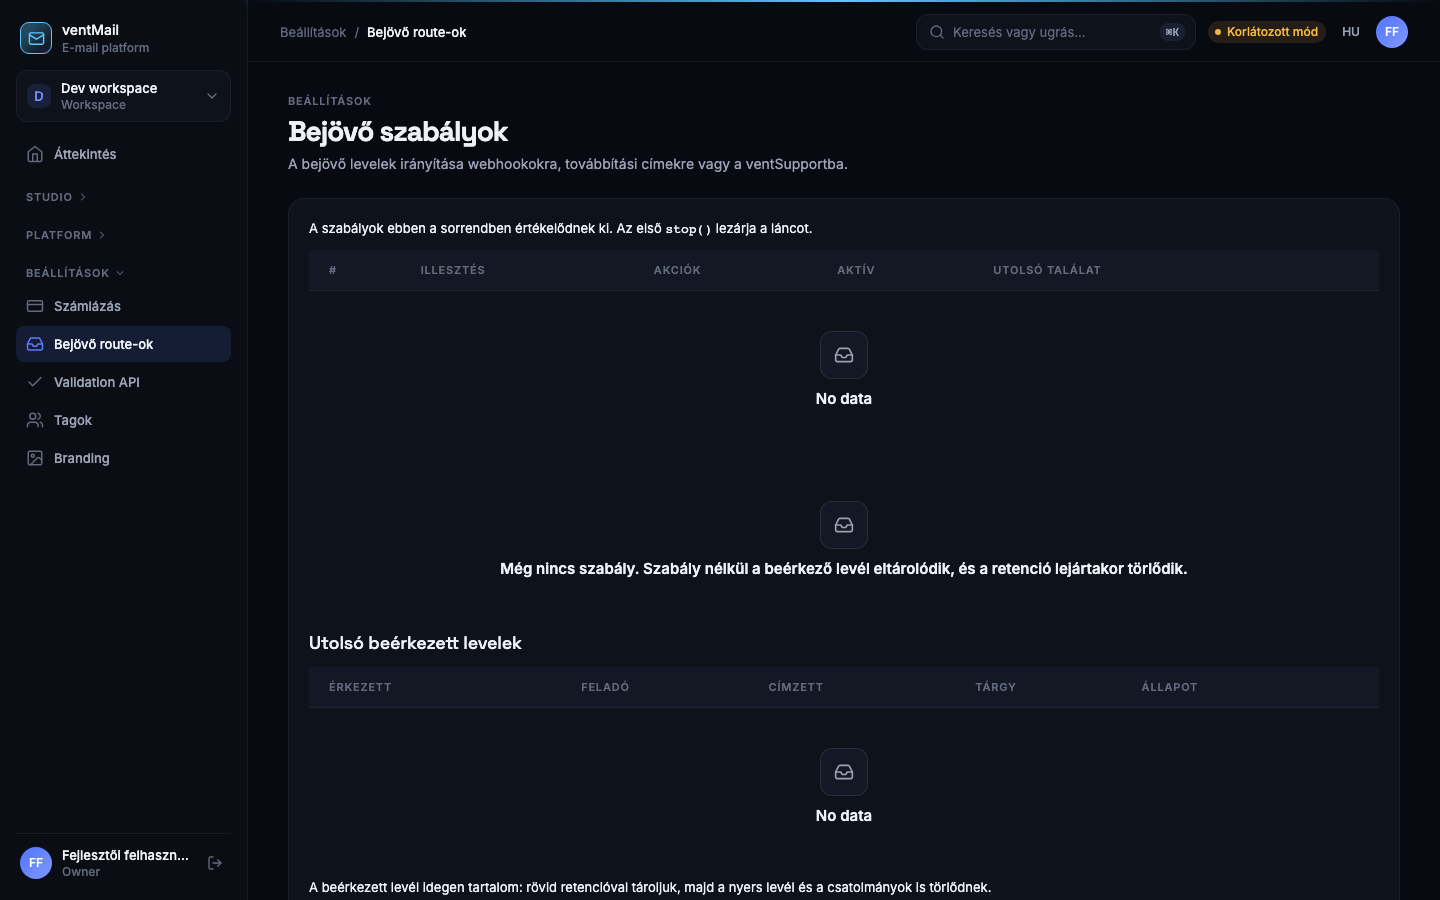 ventMail
E-mail platform
Dev workspace
Workspace
D
Áttekintés
STUDIO
PLATFORM
BEÁLLÍTÁSOK
Számlázás
Bejövő route-ok
Validation API
Tagok
Branding
FF
Fejlesztői felhaszn...
Owner
Beállítások / Bejövő route-ok
Keresés vagy ugrás...
⌘K
Korlátozott mód
HU
FF
BEÁLLÍTÁSOK
Bejövő szabályok
A bejövő levelek irányítása webhookokra, továbbítási címekre vagy a ventSupportba.
A szabályok ebben a sorrendben értékelődnek ki. Az első stop() lezárja a láncot.
# ILLESZTÉS AKCIÓK AKTÍV UTOLSÓ TALÁLAT
No data
Még nincs szabály. Szabály nélkül a beérkező levél eltárolódik, és a retenció lejártakor törlődik.
Utolsó beérkezett levelek
ÉRKEZETT FELADÓ CÍMZETT TÁRGY ÁLLAPOT
No data
A beérkezett levél idegen tartalom: rövid retencióval tároljuk, majd a nyers levél és a csatolmányok is törlődnek.